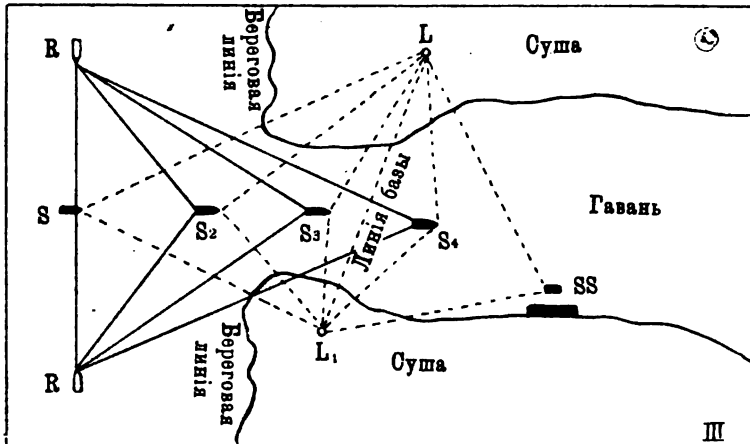 R
Береговая
линія
L
Суша
Линія базы
Гавань
S
S2
S3
S4
SS
L1
R
Береговая
линія
Суша
III